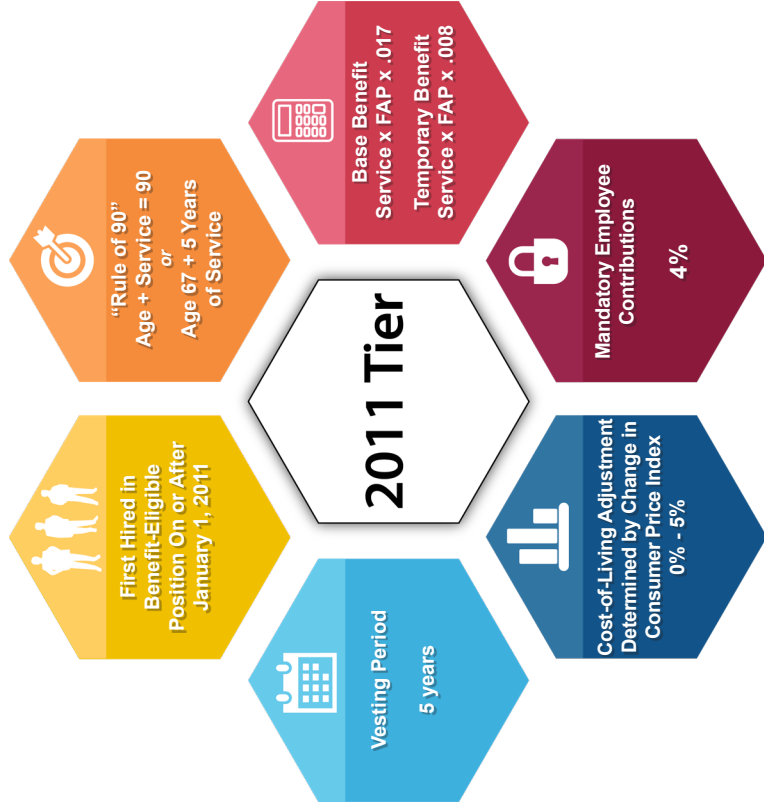 First Hired in
Benefit-Eligible
Position On or After
January 1, 2011
"Rule of 90"
Age + Service = 90
or
Age 67 + 5 Years
of Service
Vesting Period
5 years
2011 Tier
Base Benefit
Service x FAP x .017
Temporary Benefit
Service x FAP x .008
Cost-of-Living Adjustment
Determined by Change in
Consumer Price Index
0% - 5%
Mandatory Employee
Contributions
4%